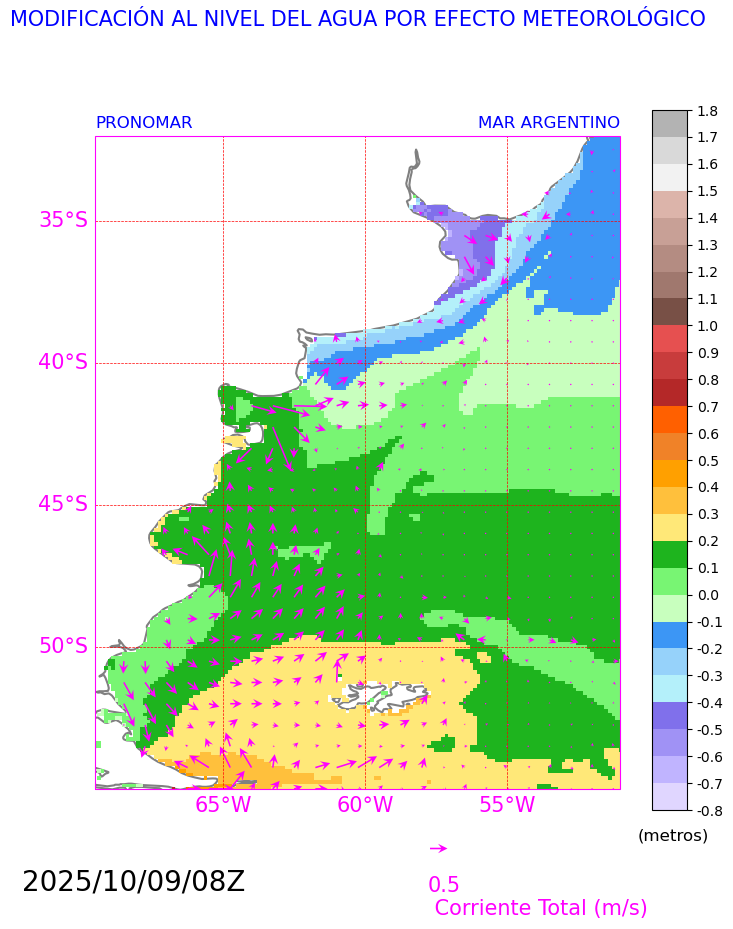 MODIFICACIÓN AL NIVEL DEL AGUA POR EFECTO METEOROLÓGICO
PRONOMAR MAR ARGENTINO
35°S
40°S
45°S
50°S
65°W 60°W 55°W
1.8
1.7
1.6
1.5
1.4
1.3
1.2
1.1
1.0
0.9
0.8
0.7
0.6
0.5
0.4
0.3
0.2
0.1
0.0
-0.1
-0.2
-0.3
-0.4
-0.5
-0.6
-0.7
-0.8
(metros)
2025/10/09/08Z
0.5
Corriente Total (m/s)